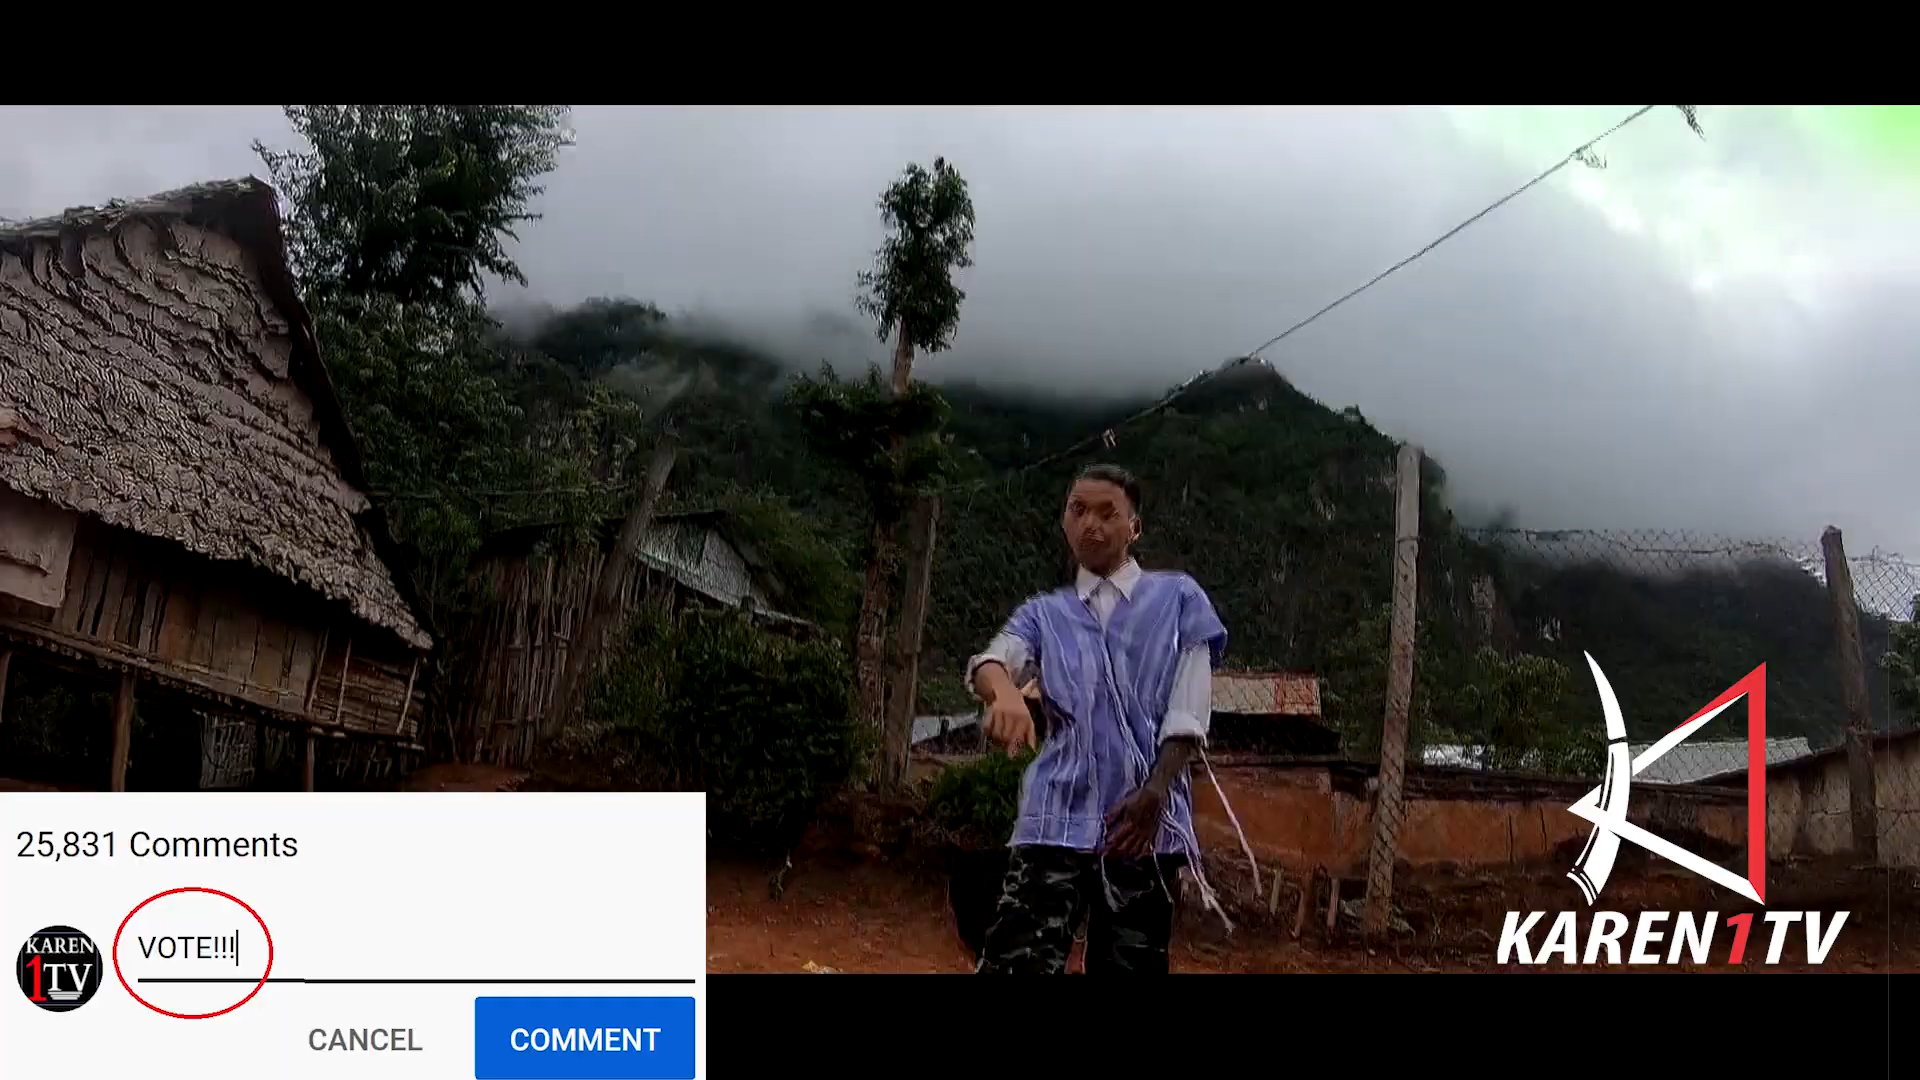 25,831 Comments
KAREN
1TV
VOTE!!!
CANCEL
COMMENT
KAREN1TV